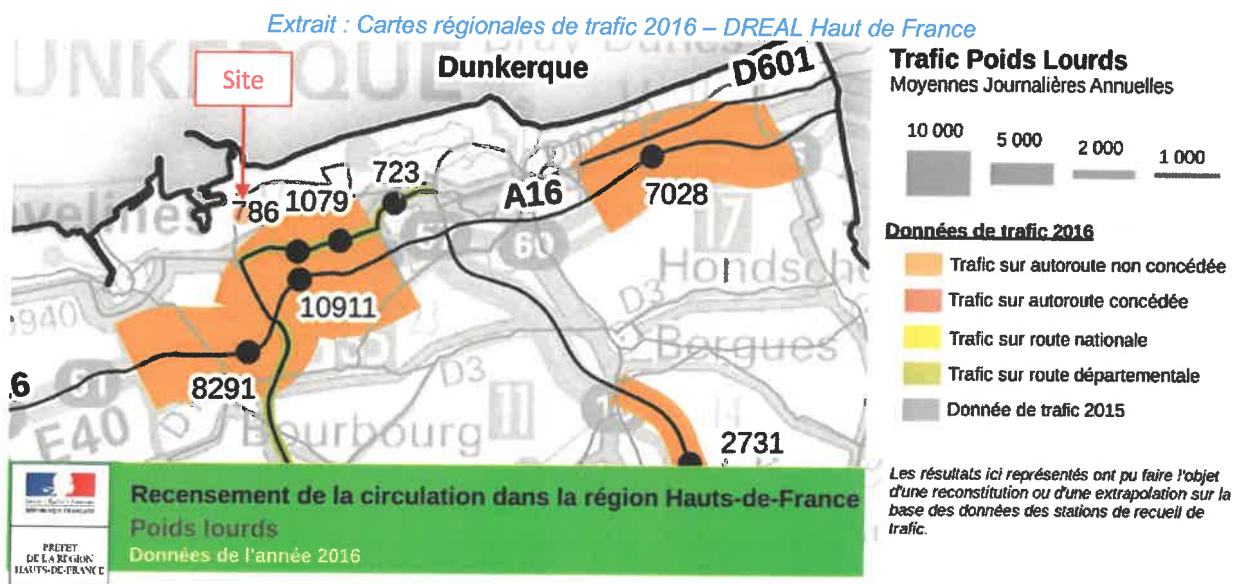 Extrait : Cartes régionales de trafic 2016 – DREAL Haut de France
Site
Dunkerque
D601
723
786
1079
A16
7028
60
17
Hondsch
10911
D3
Bergues
8291
D3
11
E40
Bourbourg
2731
Recensement de la circulation dans la région Hauts-de-France
Poids lourds
Données de l'année 2016
PRÉFET
DE LA RÉGION
HAUTS-DE-FRANCE
Trafic Poids Lourds
Moyennes Journalières Annuelles
10 000
5 000
2 000
1 000
Données de trafic 2016
Trafic sur autoroute non concédée
Trafic sur autoroute concédée
Trafic sur route nationale
Trafic sur route départementale
Donnée de trafic 2015
Les résultats ici représentés ont pu faire l'objet
d'une reconstitution ou d'une extrapolation sur la
base des données des stations de recueil de
trafic.